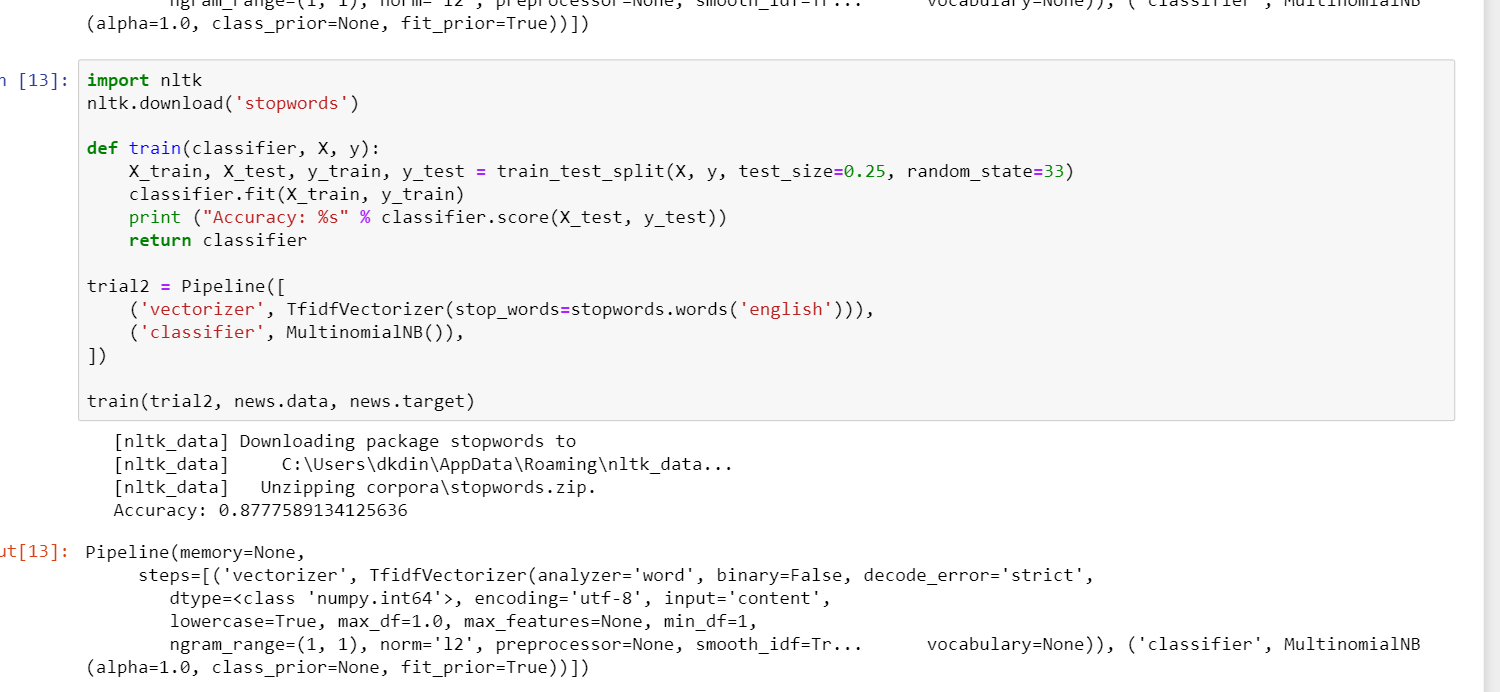 ngram_range=(1, 1), norm='l2', preprocessor=None, smooth_idf=Tr...      vocabulary=None)), ('classifier', MultinomialNB
(alpha=1.0, class_prior=None, fit_prior=True))])
n [13]:
import nltk
nltk.download('stopwords')
def train(classifier, X, y):
    X_train, X_test, y_train, y_test = train_test_split(X, y, test_size=0.25, random_state=33)
    classifier.fit(X_train, y_train)
    print ("Accuracy: %s" % classifier.score(X_test, y_test))
    return classifier
trial2 = Pipeline([
    ('vectorizer', TfidfVectorizer(stop_words=stopwords.words('english'))),
    ('classifier', MultinomialNB()),
])
train(trial2, news.data, news.target)
[nltk_data] Downloading package stopwords to
[nltk_data]     C:\Users\dkdin\AppData\Roaming\nltk_data...
[nltk_data]   Unzipping corpora\stopwords.zip.
Accuracy: 0.8777589134125636
ut[13]:
Pipeline(memory=None,
     steps=[('vectorizer', TfidfVectorizer(analyzer='word', binary=False, decode_error='strict',
        dtype=<class 'numpy.int64'>, encoding='utf-8', input='content',
        lowercase=True, max_df=1.0, max_features=None, min_df=1,
        ngram_range=(1, 1), norm='l2', preprocessor=None, smooth_idf=Tr...      vocabulary=None)), ('classifier', MultinomialNB
(alpha=1.0, class_prior=None, fit_prior=True))])